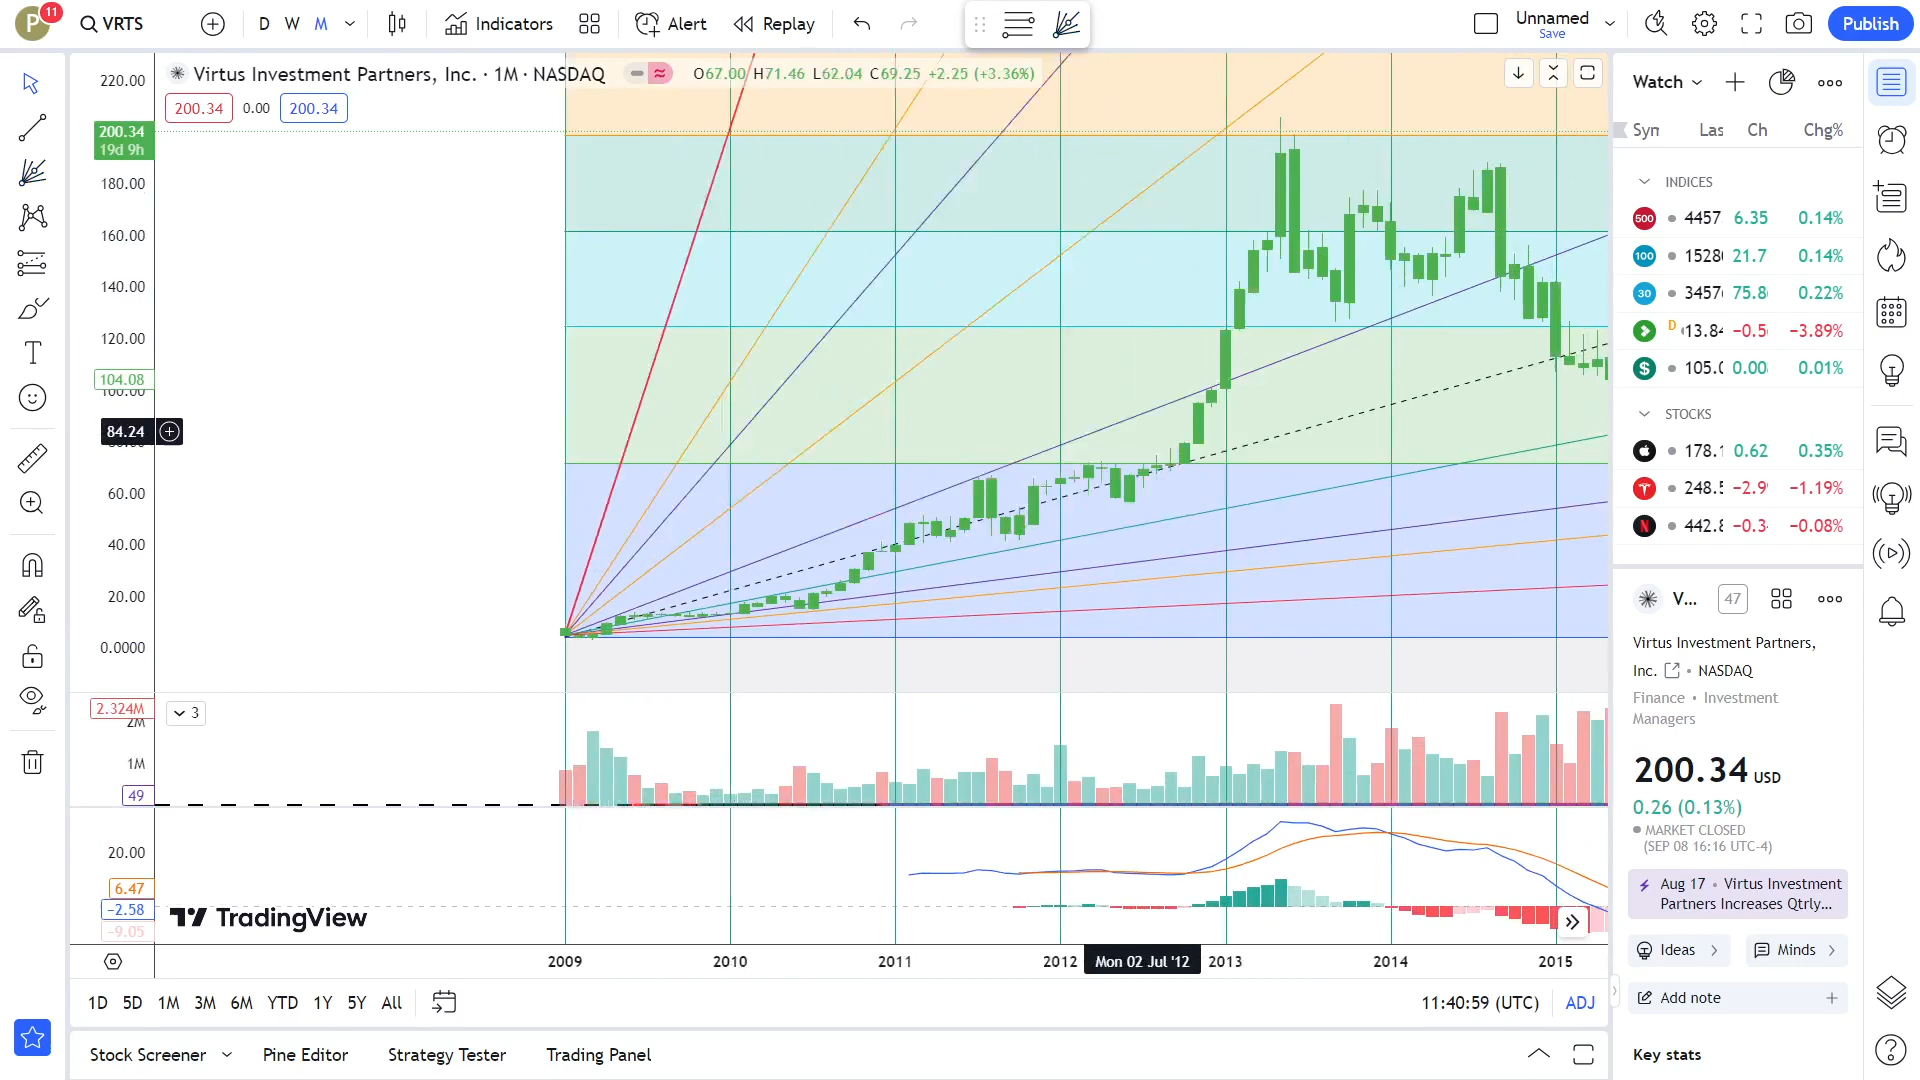 P 11 VRTS D W M Indicators Alert Replay Unnamed Save Publish
Virtus Investment Partners, Inc. · 1M · NASDAQ O67.00 H71.46 L62.04 C69.25 +2.25 (+3.36%)
200.34 0.00 200.34
220.00
200.34
19d 9h
180.00
160.00
140.00
120.00
104.08
84.24
60.00
40.00
20.00
0.0000
2.324M
3
2M
1M
49
20.00
6.47
−2.58
−9.05
TradingView
2009 2010 2011 2012 Mon 02 Jul '12 2013 2014 2015
1D 5D 1M 3M 6M YTD 1Y 5Y All 11:40:59 (UTC) ADJ
Stock Screener Pine Editor Strategy Tester Trading Panel
Watch
Las Ch Chg%
INDICES
500 4457 6.35 0.14%
100 21.7 0.14%
30 0.22%
D −3.89%
$ 0.01%
STOCKS
0.62 0.35%
−1.19%
N −0.08%
V... 47
Virtus Investment Partners,
Inc. • NASDAQ
Finance • Investment
Managers
200.34 USD
0.26 (0.13%)
MARKET CLOSED
(SEP 08 16:16 UTC-4)
Aug 17 • Virtus Investment
Partners Increases Qtrly...
Ideas Minds
Add note
Key stats